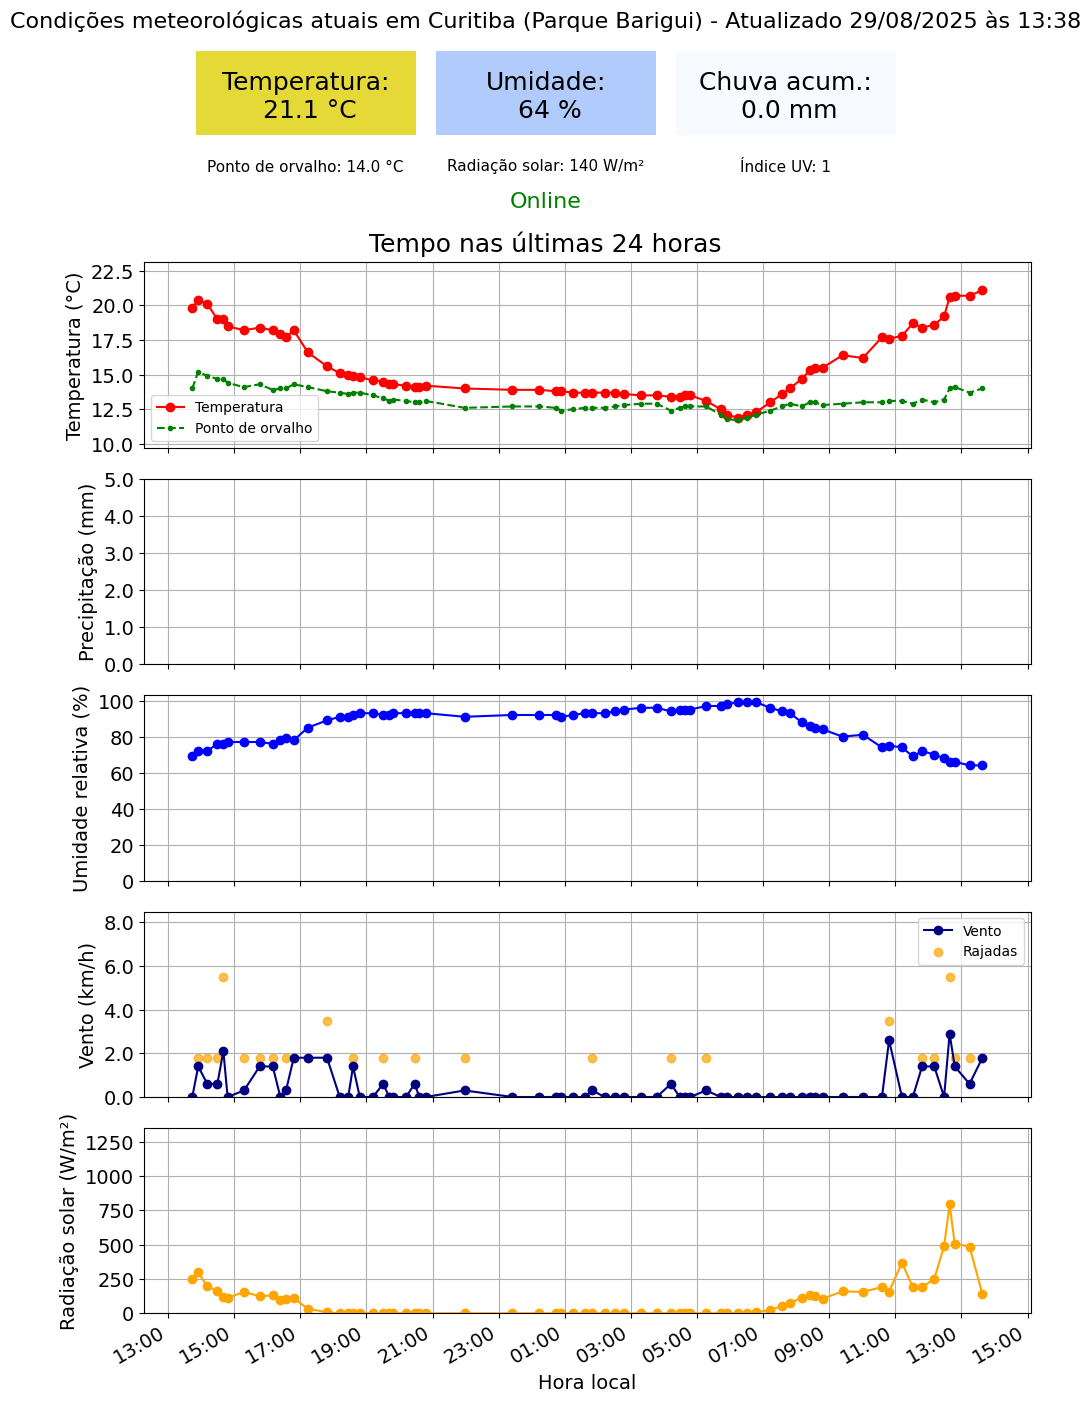 Condições meteorológicas atuais em Curitiba (Parque Barigui) - Atualizado 29/08/2025 às 13:38
Temperatura:
21.1 °C
Umidade:
64 %
Chuva acum.:
0.0 mm
Ponto de orvalho: 14.0 °C
Radiação solar: 140 W/m²
Índice UV: 1
Online
Tempo nas últimas 24 horas
Temperatura (°C)
22.5
20.0
17.5
15.0
12.5
10.0
Temperatura
Ponto de orvalho
Precipitação (mm)
5.0
4.0
3.0
2.0
1.0
0.0
Umidade relativa (%)
100
80
60
40
20
0
Vento (km/h)
8.0
6.0
4.0
2.0
0.0
Vento
Rajadas
Radiação solar (W/m²)
1250
1000
750
500
250
0
13:00
15:00
17:00
19:00
21:00
23:00
01:00
03:00
05:00
07:00
09:00
11:00
13:00
15:00
Hora local